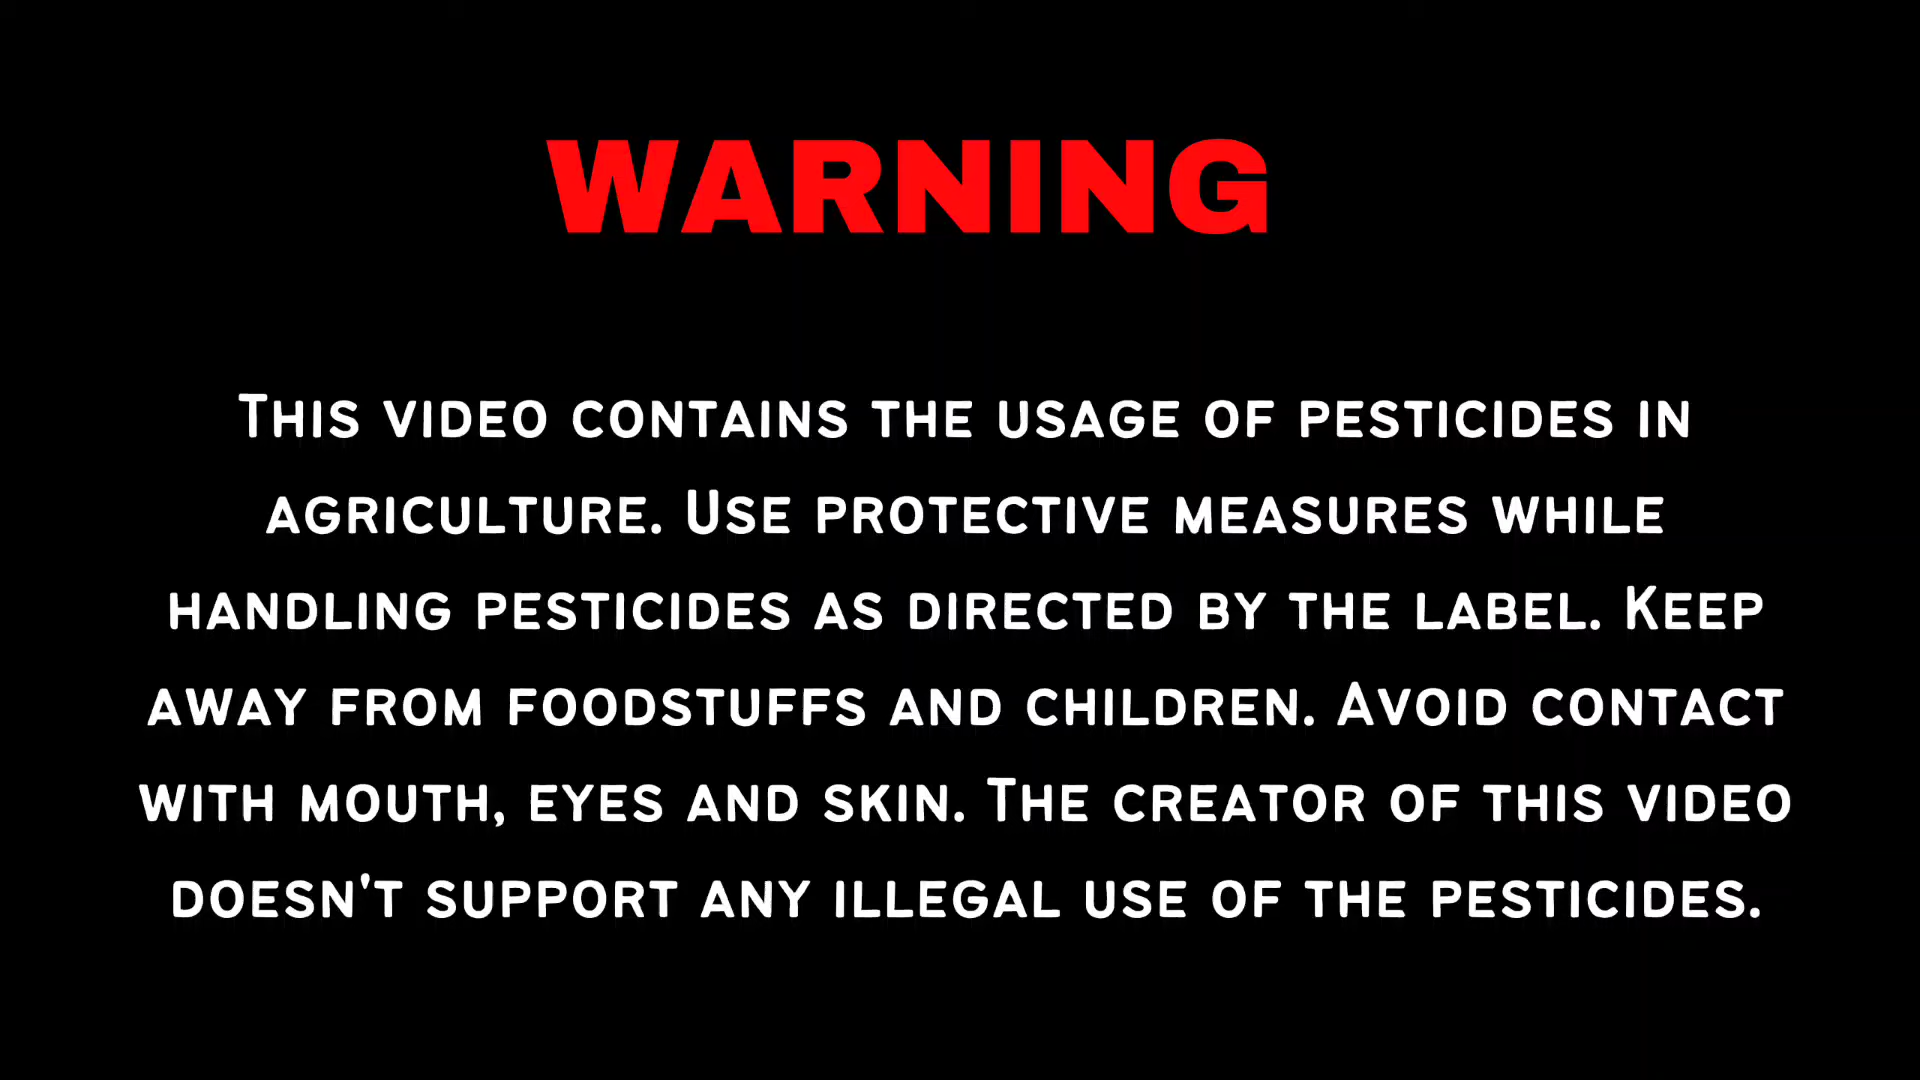 WARNING
This video contains the usage of pesticides in
agriculture. Use protective measures while
handling pesticides as directed by the label. Keep
away from foodstuffs and children. Avoid contact
with mouth, eyes and skin. The creator of this video
doesn't support any illegal use of the pesticides.